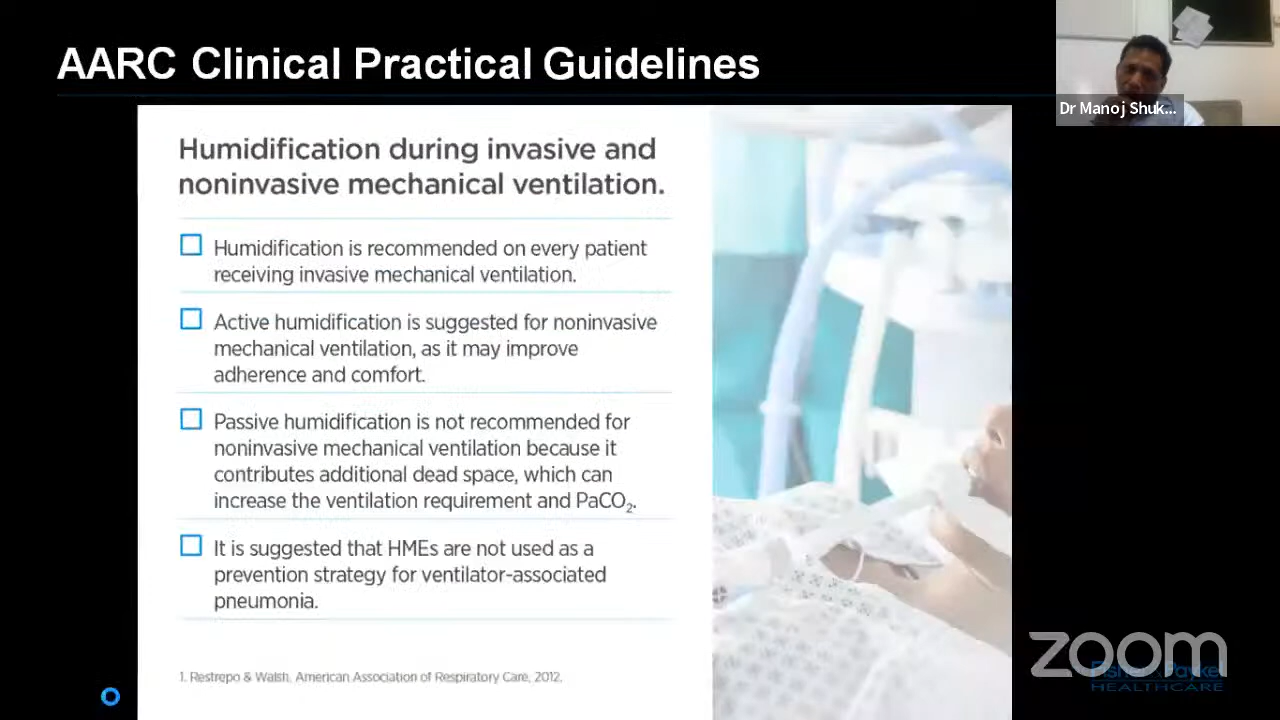 AARC Clinical Practical Guidelines
Dr Manoj Shuk...
Humidification during invasive and
noninvasive mechanical ventilation.
Humidification is recommended on every patient
receiving invasive mechanical ventilation.
Active humidification is suggested for noninvasive
mechanical ventilation, as it may improve
adherence and comfort.
Passive humidification is not recommended for
noninvasive mechanical ventilation because it
contributes additional dead space, which can
increase the ventilation requirement and PaCO₂.
It is suggested that HMEs are not used as a
prevention strategy for ventilator-associated
pneumonia.
1. Restrepo & Walsh, American Association of Respiratory Care, 2012.
zoom
HEALTHCARE